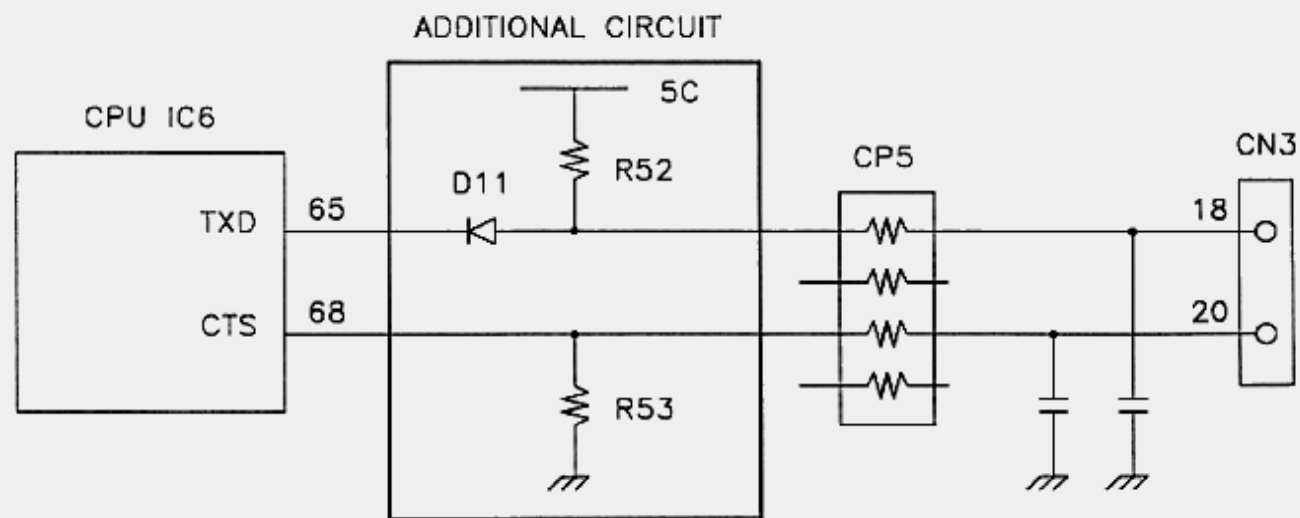 ADDITIONAL CIRCUIT
5C
CPU IC6
R52
CP5
CN3
D11
TXD
65
18
CTS
68
20
R53